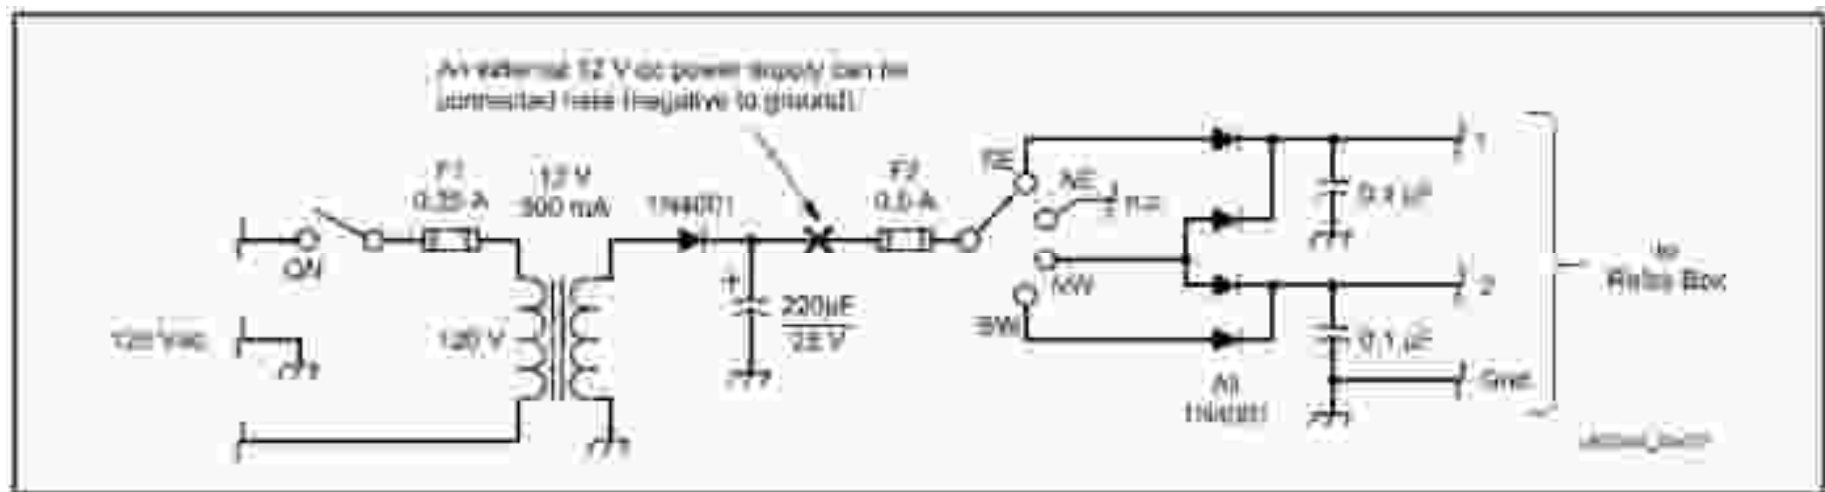 An external 12 V dc power supply can be
connected here (negative to ground).
F1
0.25 A
12 V
300 mA
1N4001
F2
0.5 A
SE
NE
n.c.
ON
NW
SW
+
220µF
120 Vac
120 V
0.1 µF
0.1 µF
1
2
Gnd
to
Relay Box
All
1N4001